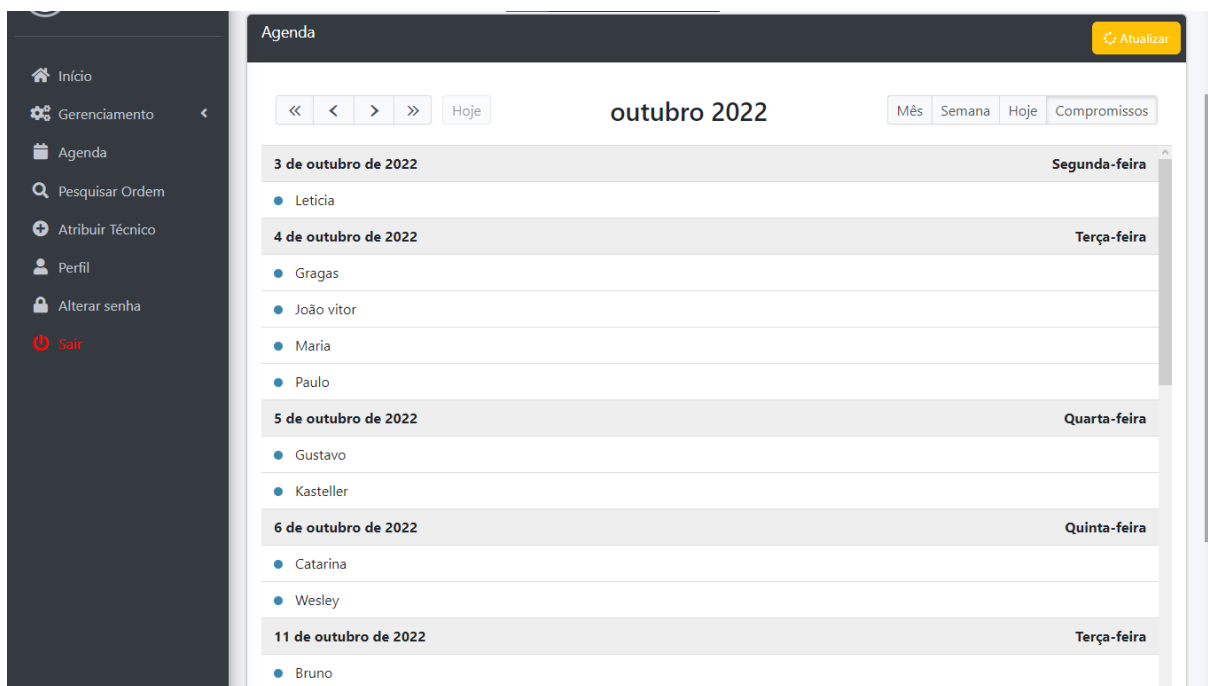 Agenda
Atualizar
Início
Gerenciamento
Agenda
Pesquisar Ordem
Atribuir Técnico
Perfil
Alterar senha
Sair
Hoje
outubro 2022
Mês Semana Hoje Compromissos
3 de outubro de 2022 Segunda-feira
Leticia
4 de outubro de 2022 Terça-feira
Gragas
João vitor
Maria
Paulo
5 de outubro de 2022 Quarta-feira
Gustavo
Kasteller
6 de outubro de 2022 Quinta-feira
Catarina
Wesley
11 de outubro de 2022 Terça-feira
Bruno